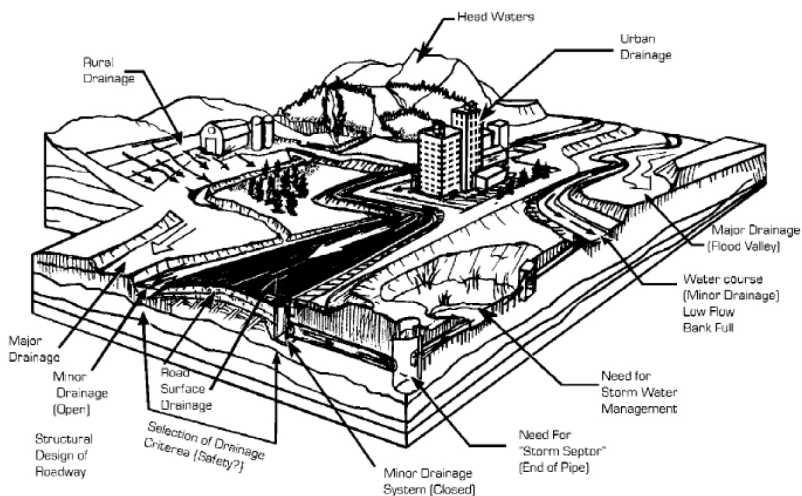 Head Waters
Urban
Drainage
Rural
Drainage
Major Drainage
(Flood Valley)
Water course
(Minor Drainage)
Low Flow
Bank Full
Major
Drainage
Minor
Drainage
(Open)
Road
Surface
Drainage
Structural
Design of
Roadway
Selection of Drainage
Criterea (Safety?)
Minor Drainage
System (Closed)
Need For
"Storm Septor"
(End of Pipe)
Need for
Storm Water
Management